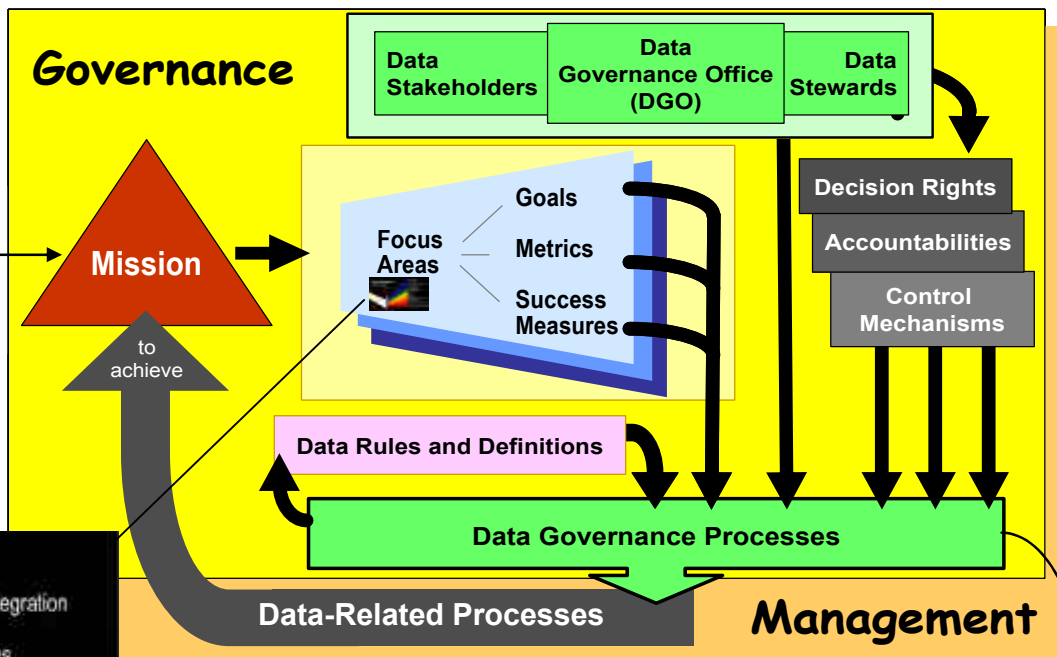 Governance
Data
Stakeholders
Data
Governance Office
(DGO)
Data
Stewards
Mission
Focus
Areas
Goals
Metrics
Success
Measures
Decision Rights
Accountabilities
Control
Mechanisms
to
achieve
Data Rules and Definitions
Data Governance Processes
Data-Related Processes
Management